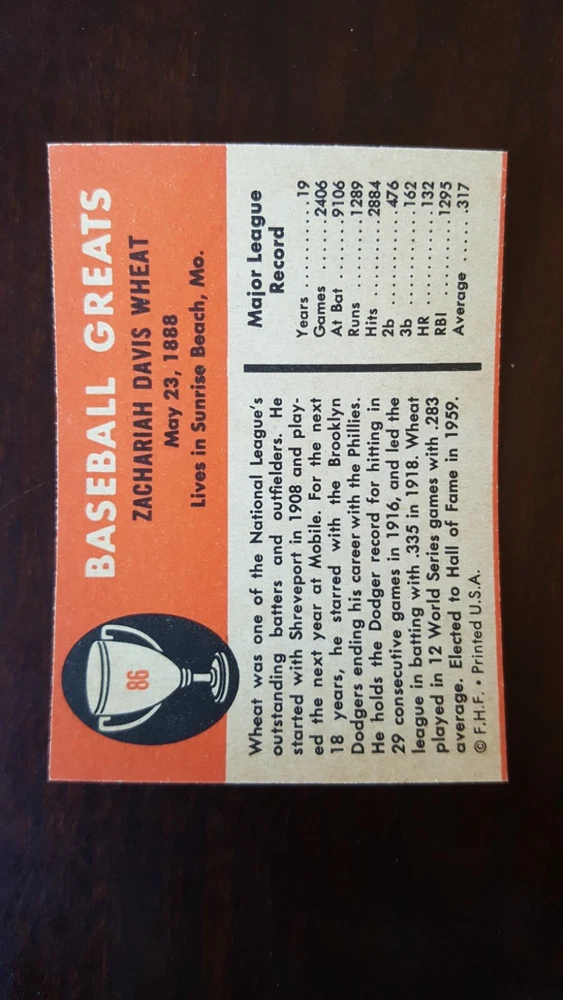 86
BASEBALL GREATS
ZACHARIAH DAVIS WHEAT
May 23, 1888
Lives in Sunrise Beach, Mo.
Wheat was one of the National League's
outstanding batters and outfielders. He
started with Shreveport in 1908 and play-
ed the next year at Mobile. For the next
18 years, he starred with the Brooklyn
Dodgers ending his career with the Phillies.
He holds the Dodger record for hitting in
29 consecutive games in 1916, and led the
league in batting with .335 in 1918. Wheat
played in 12 World Series games with .283
average. Elected to Hall of Fame in 1959.
© F.H.F. • Printed U.S.A.
Major League
Record
Years .......... 19
Games ...... .2406
At Bat ....... .9106
Runs ........ .1289
Hits ......... .2884
2b ........... .476
3b ........... 162
HR ........... 132
RBI ......... .1295
Average ...... .317